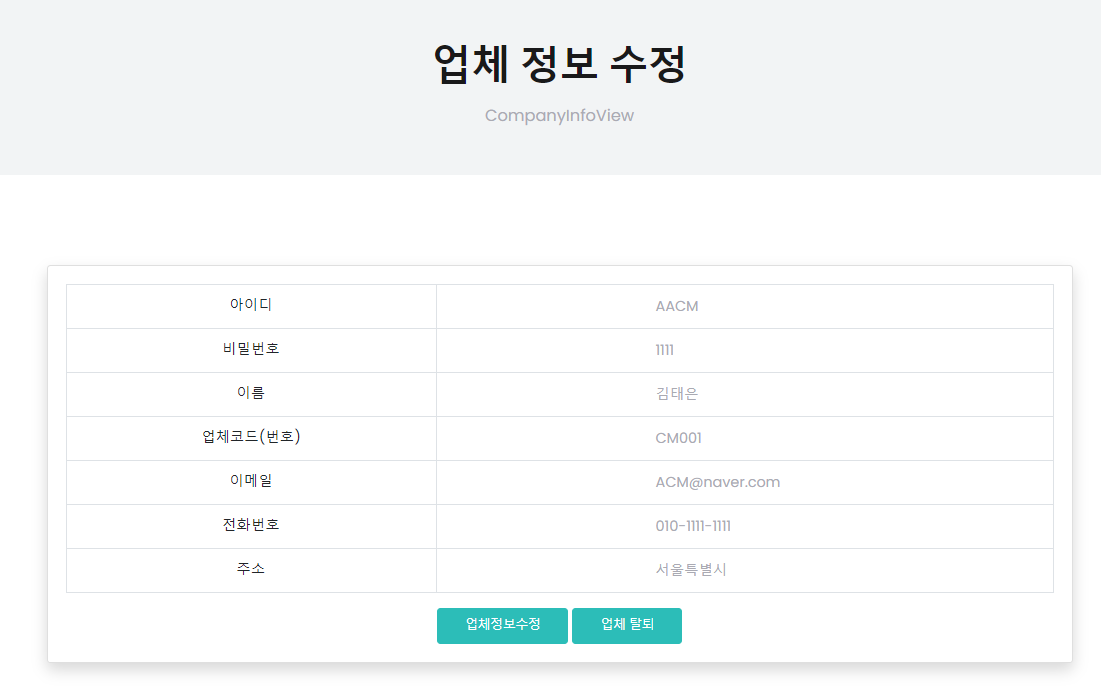 업체 정보 수정
CompanyInfoView
아이디 AACM
비밀번호 1111
이름 김태은
업체코드(번호) CM001
이메일 ACM@naver.com
전화번호 010-1111-1111
주소 서울특별시
업체정보수정 업체 탈퇴